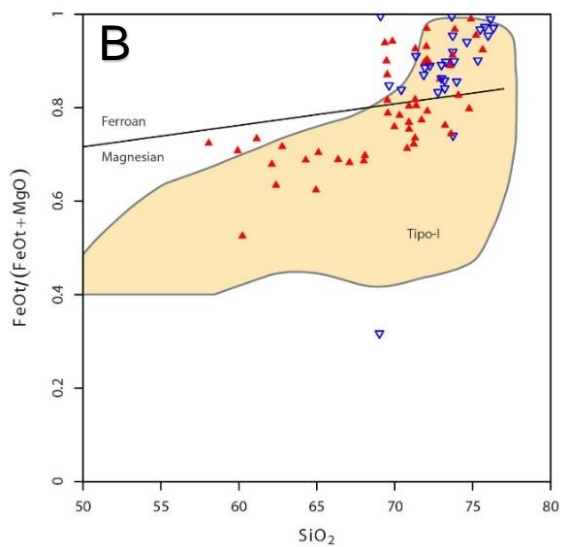 B
1
0.8
0.6
0.4
0.2
0
Ferroan
Magnesian
Tipo-I
FeOt/(FeOt+MgO)
50 55 60 65 70 75 80
SiO₂